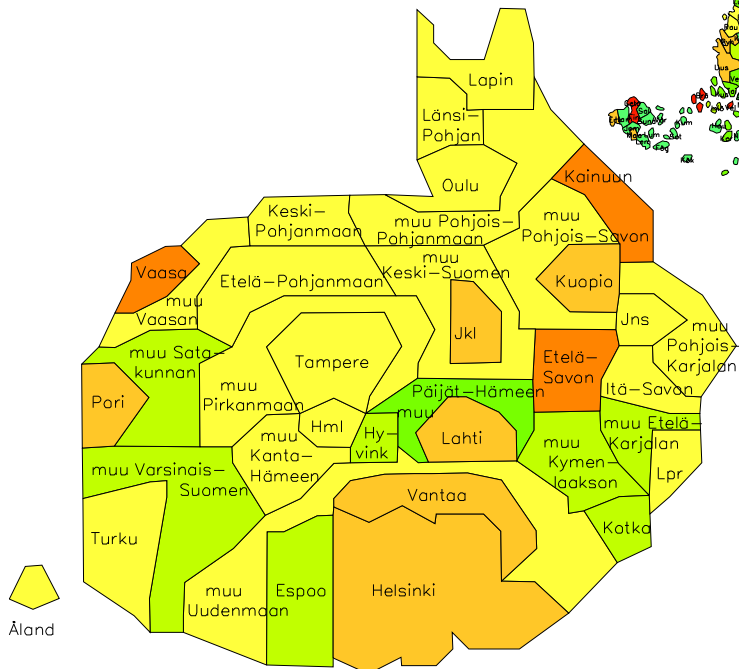 Lapin
Länsi-
Pohjan
Oulu
Kainuun
Keski-
Pohjanmaan
muu Pohjois-
Pohjanmaan
muu
Pohjois-Savon
muu
Keski-Suomen
Vaasa
Etelä-Pohjanmaan
Kuopio
muu
Vaasan
Jkl
Jns
muu
Pohjois-
Karjalan
muu Sata-
kunnan
Tampere
Etelä-
Savon
Itä-Savon
muu
Pirkanmaan
Päijät-Hämeen
muu
Pori
Hml
Hy-
vink
Lahti
muu
Kanta-
Hämeen
muu
Kymen-
laakson
muu Etelä-
Karjalan
muu Varsinais-
Suomen
Lpr
Vantaa
Turku
Kotka
muu
Uudenmaan
Espoo
Helsinki
Åland